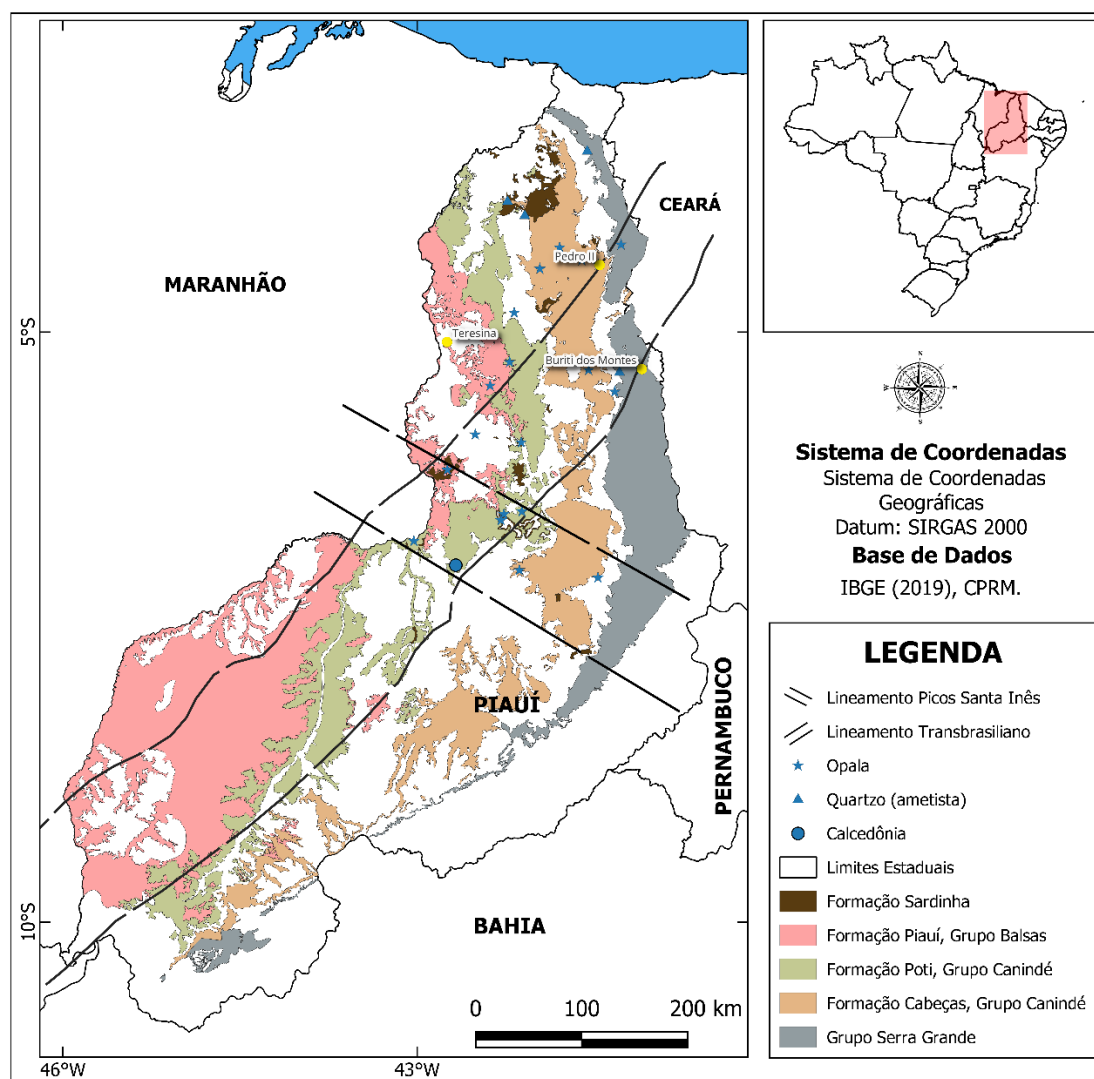 CEARÁ
MARANHÃO
Pedro II
5°S
Teresina
Buriti dos Montes
PIAUÍ
PERNAMBUCO
BAHIA
10°S
0 100 200 km
46°W 43°W
N
E
S
W
Sistema de Coordenadas
Sistema de Coordenadas
Geográficas
Datum: SIRGAS 2000
Base de Dados
IBGE (2019), CPRM.
LEGENDA
Lineamento Picos Santa Inês
Lineamento Transbrasiliano
Opala
Quartzo (ametista)
Calcedônia
Limites Estaduais
Formação Sardinha
Formação Piauí, Grupo Balsas
Formação Poti, Grupo Canindé
Formação Cabeças, Grupo Canindé
Grupo Serra Grande